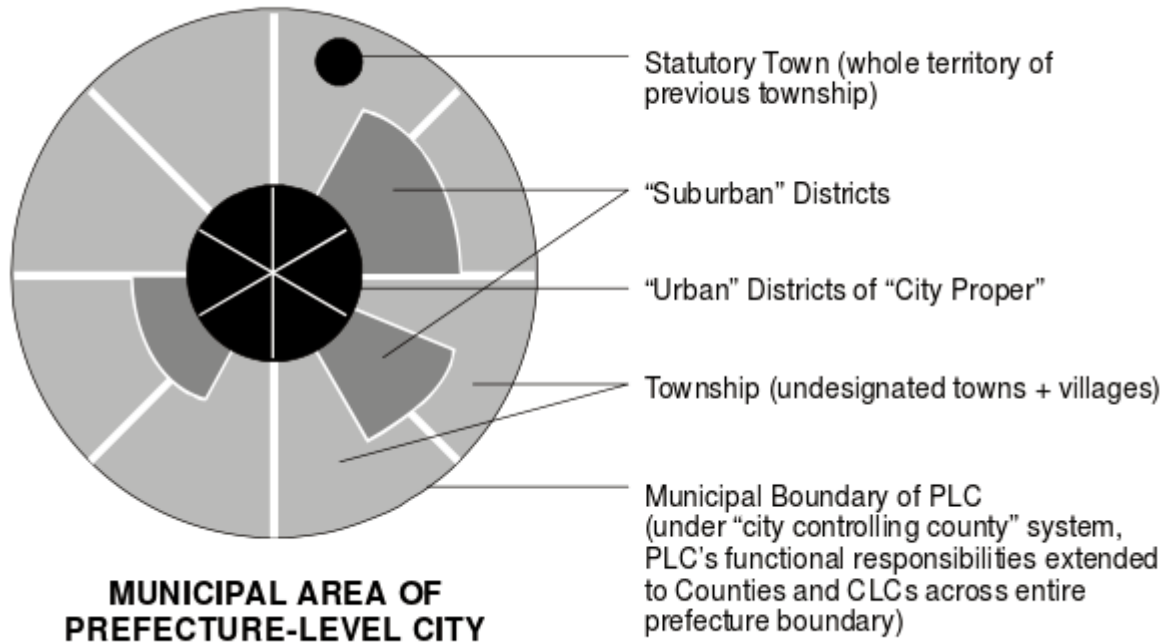 Statutory Town (whole territory of
previous township)
“Suburban” Districts
“Urban” Districts of “City Proper”
Township (undesignated towns + villages)
Municipal Boundary of PLC
(under “city controlling county” system,
PLC’s functional responsibilities extended
to Counties and CLCs across entire
prefecture boundary)
MUNICIPAL AREA OF
PREFECTURE-LEVEL CITY